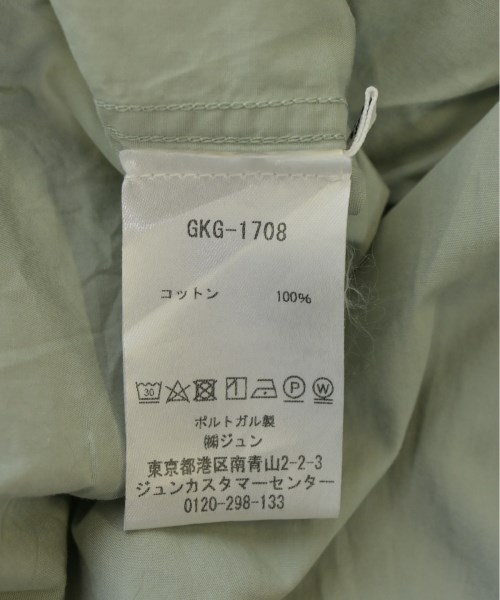 GKG-1708
コットン 100%
30 P W
ポルトガル製
㈱ジュン
東京都港区南青山2-2-3
ジュンカスタマーセンター
0120-298-133